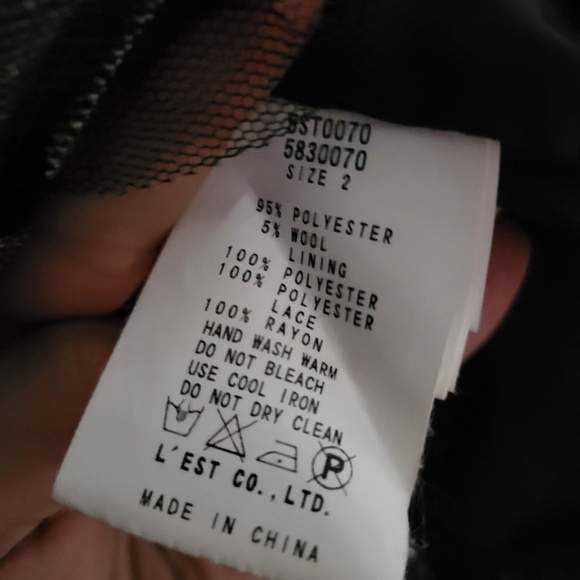 BST0070
5830070
SIZE 2
95% POLYESTER
5% WOOL
LINING
100% POLYESTER
100% POLYESTER
LACE
100% RAYON
HAND WASH WARM
DO NOT BLEACH
USE COOL IRON
DO NOT DRY CLEAN
P
L'EST CO.,LTD.
MADE IN CHINA